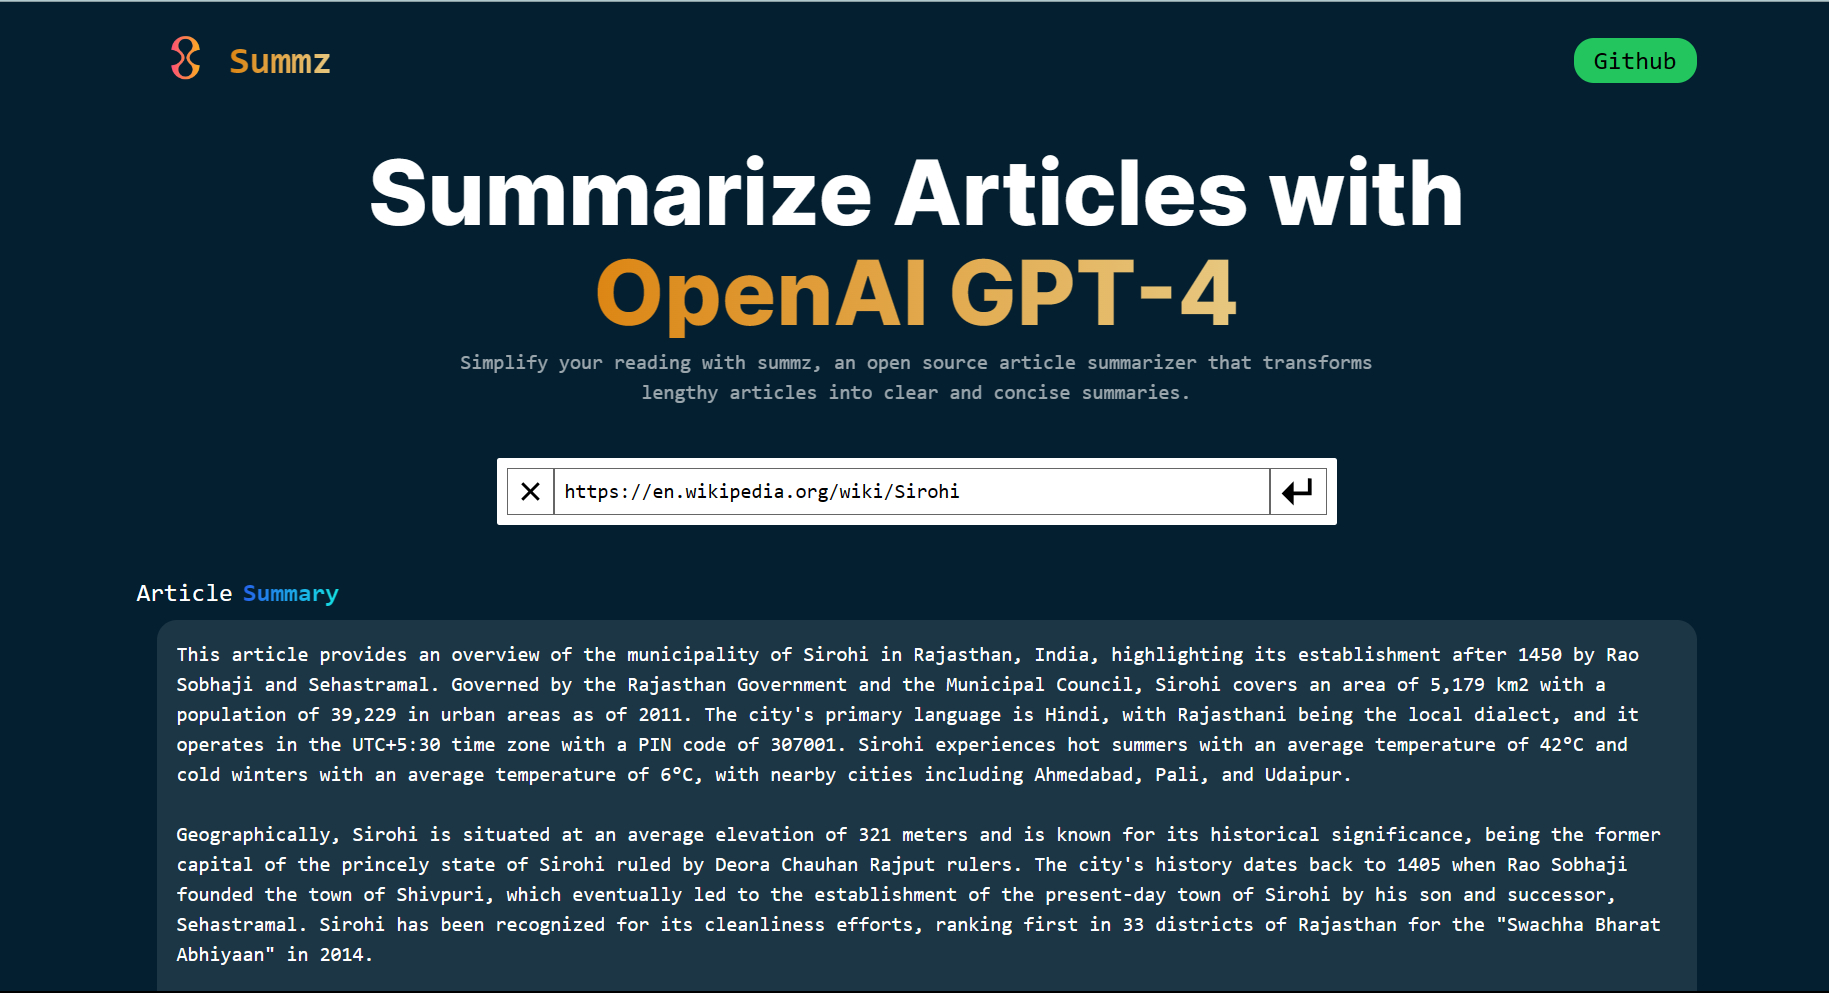 Summz
Github
Summarize Articles with
OpenAI GPT-4
Simplify your reading with summz, an open source article summarizer that transforms
lengthy articles into clear and concise summaries.
https://en.wikipedia.org/wiki/Sirohi
Article Summary
This article provides an overview of the municipality of Sirohi in Rajasthan, India, highlighting its establishment after 1450 by Rao
Sobhaji and Sehastramal. Governed by the Rajasthan Government and the Municipal Council, Sirohi covers an area of 5,179 km2 with a
population of 39,229 in urban areas as of 2011. The city's primary language is Hindi, with Rajasthani being the local dialect, and it
operates in the UTC+5:30 time zone with a PIN code of 307001. Sirohi experiences hot summers with an average temperature of 42°C and
cold winters with an average temperature of 6°C, with nearby cities including Ahmedabad, Pali, and Udaipur.
Geographically, Sirohi is situated at an average elevation of 321 meters and is known for its historical significance, being the former
capital of the princely state of Sirohi ruled by Deora Chauhan Rajput rulers. The city's history dates back to 1405 when Rao Sobhaji
founded the town of Shivpuri, which eventually led to the establishment of the present-day town of Sirohi by his son and successor,
Sehastramal. Sirohi has been recognized for its cleanliness efforts, ranking first in 33 districts of Rajasthan for the "Swachha Bharat
Abhiyaan" in 2014.